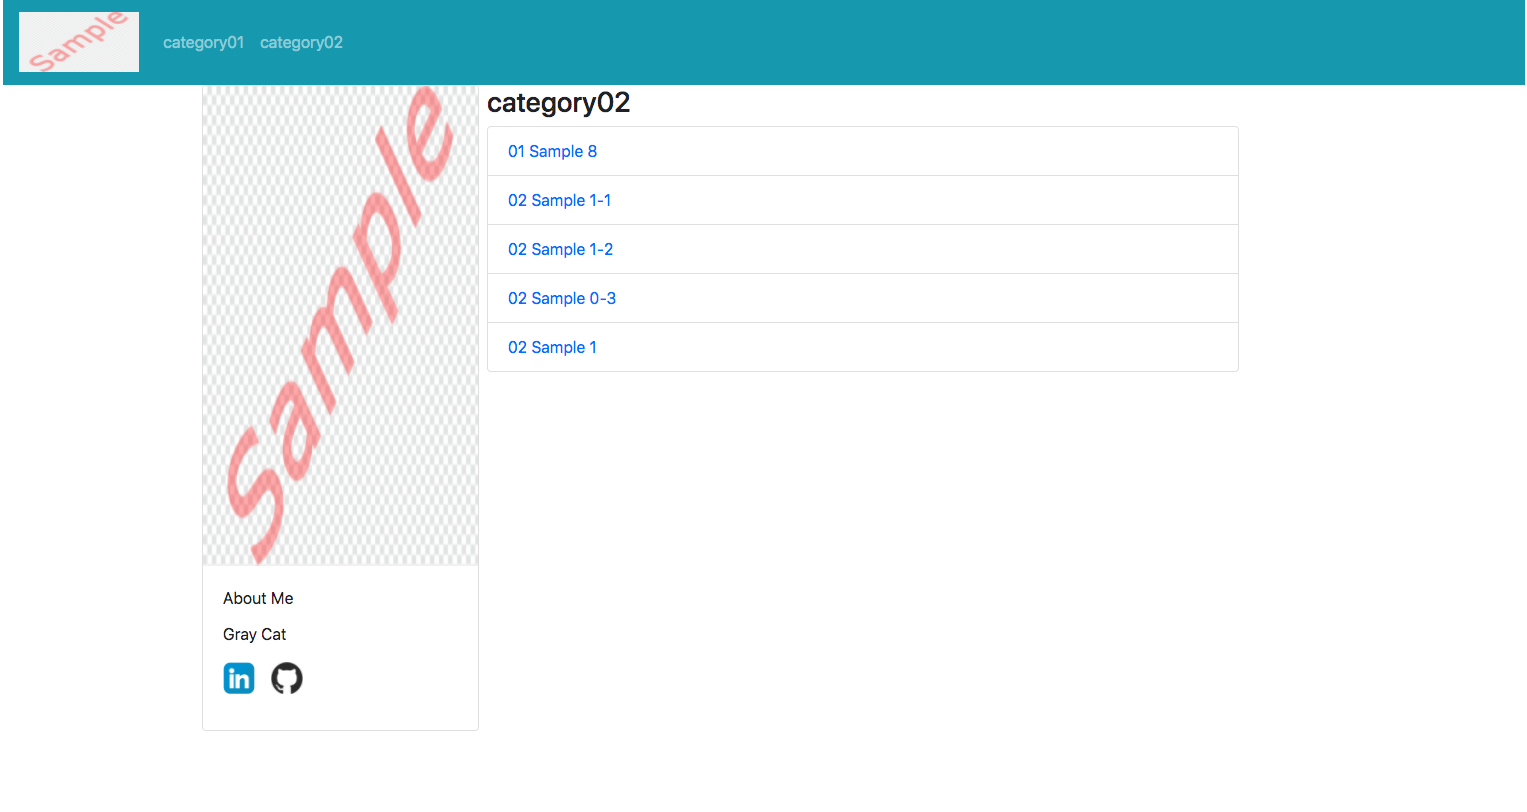 Sample
category01 category02
Sample
category02
01 Sample 8
02 Sample 1-1
02 Sample 1-2
02 Sample 0-3
02 Sample 1
About Me
Gray Cat
in